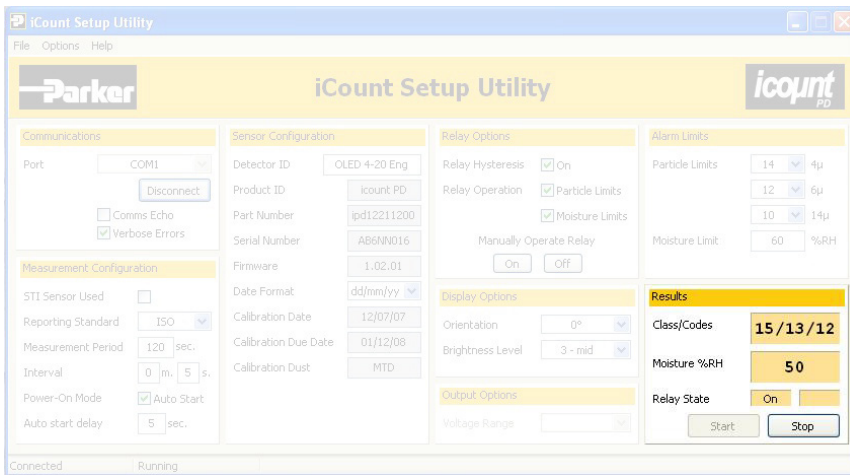 iCount Setup Utility
File Options Help
Parker
iCount Setup Utility
icount
PD
Communications
Port COM1
Disconnect
Comms Echo
Verbose Errors
Measurement Configuration
STI Sensor Used
Reporting Standard ISO
Measurement Period 120 sec.
Interval 0 m. 5 s.
Power-On Mode Auto Start
Auto start delay 5 sec.
Sensor Configuration
Detector ID OLED 4-20 Eng
Product ID icount PD
Part Number ipd12211200
Serial Number AB6NN016
Firmware 1.02.01
Date Format dd/mm/yy
Calibration Date 12/07/07
Calibration Due Date 01/12/08
Calibration Dust MTD
Relay Options
Relay Hysteresis On
Relay Operation Particle Limits
Moisture Limits
Manually Operate Relay
On Off
Display Options
Orientation 0°
Brightness Level 3 - mid
Output Options
Voltage Range
Alarm Limits
Particle Limits 14 4µ
12 6µ
10 14µ
Moisture Limit 60 %RH
Results
Class/Codes 15/13/12
Moisture %RH 50
Relay State On
Start Stop
Connected Running